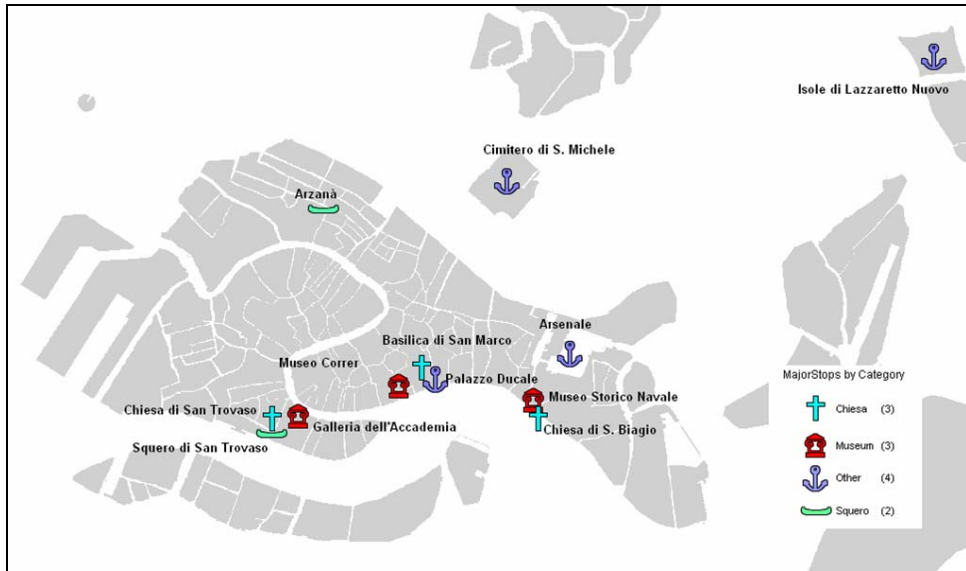 Isole di Lazzaretto Nuovo
Cimitero di S. Michele
Arzanà
Arsenale
Basilica di San Marco
Museo Correr
Palazzo Ducale
MajorStops by Category
Museo Storico Navale
Chiesa di San Trovaso
Chiesa (3)
Galleria dell'Accademia
Chiesa di S. Biagio
Squero di San Trovaso
Museum (3)
Other (4)
Squero (2)